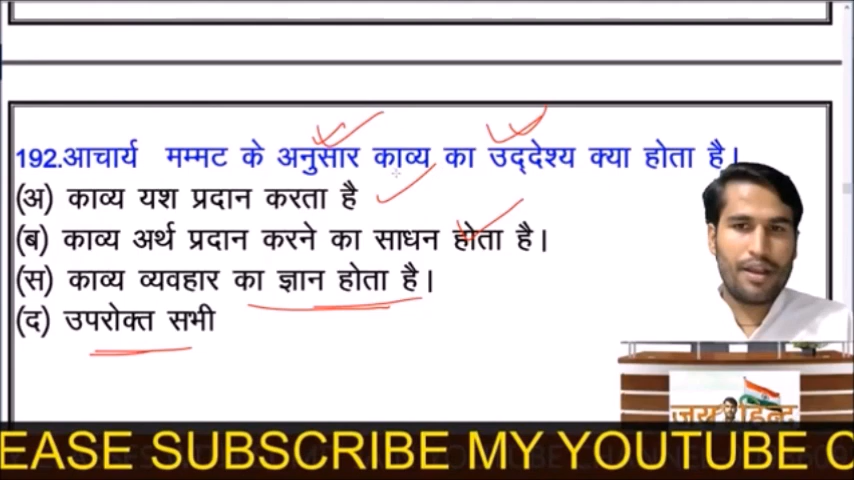 192.आचार्य मम्मट के अनुसार काव्य का उद्देश्य क्या होता है।
(अ) काव्य यश प्रदान करता है
(ब) काव्य अर्थ प्रदान करने का साधन होता है।
(स) काव्य व्यवहार का ज्ञान होता है।
(द) उपरोक्त सभी
जय हिन्द
EASE SUBSCRIBE MY YOUTUBE C